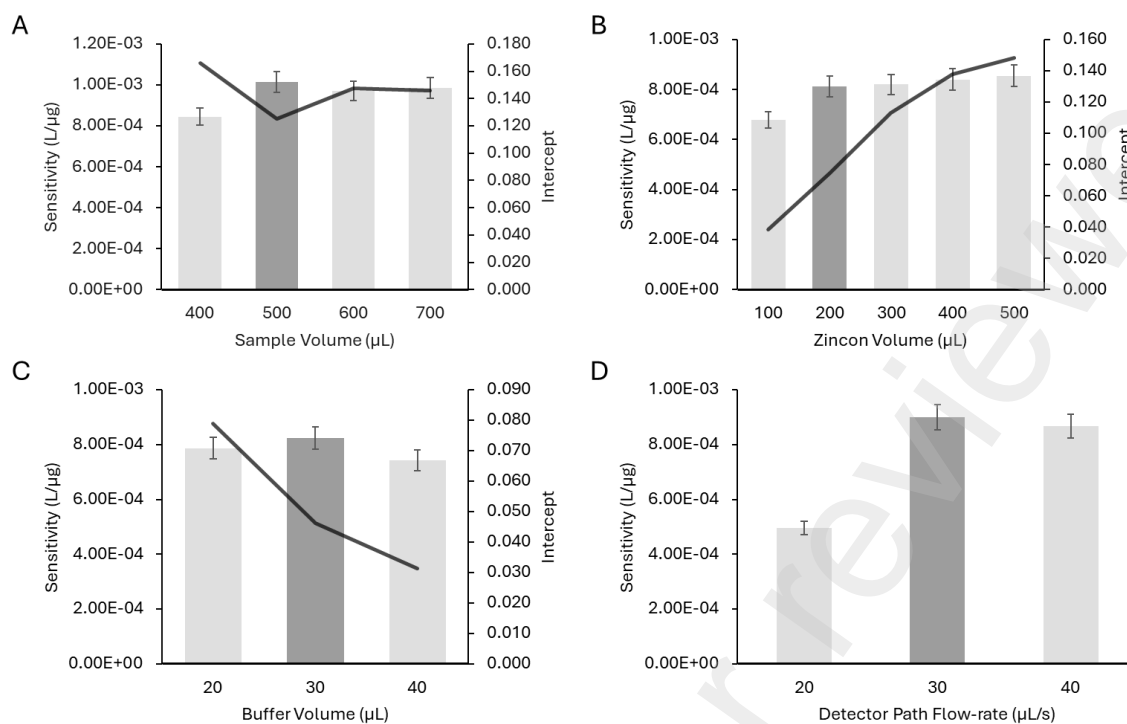 A
1.20E-03
1.00E-03
8.00E-04
6.00E-04
4.00E-04
2.00E-04
0.00E+00
Sensitivity (L/µg)
0.180
0.160
0.140
0.120
0.100
0.080
0.060
0.040
0.020
0.000
Intercept
400 500 600 700
Sample Volume (µL)
B
1.00E-03
8.00E-04
6.00E-04
4.00E-04
2.00E-04
0.00E+00
Sensitivity (L/µg)
0.160
0.140
0.120
0.100
0.080
0.060
0.040
0.020
0.000
Intercept
100 200 300 400 500
Zincon Volume (µL)
C
1.00E-03
8.00E-04
6.00E-04
4.00E-04
2.00E-04
0.00E+00
Sensitivity (L/µg)
0.090
0.080
0.070
0.060
0.050
0.040
0.030
0.020
0.010
0.000
Intercept
20 30 40
Buffer Volume (µL)
D
1.00E-03
8.00E-04
6.00E-04
4.00E-04
2.00E-04
0.00E+00
Sensitivity (L/µg)
20 30 40
Detector Path Flow-rate (µL/s)